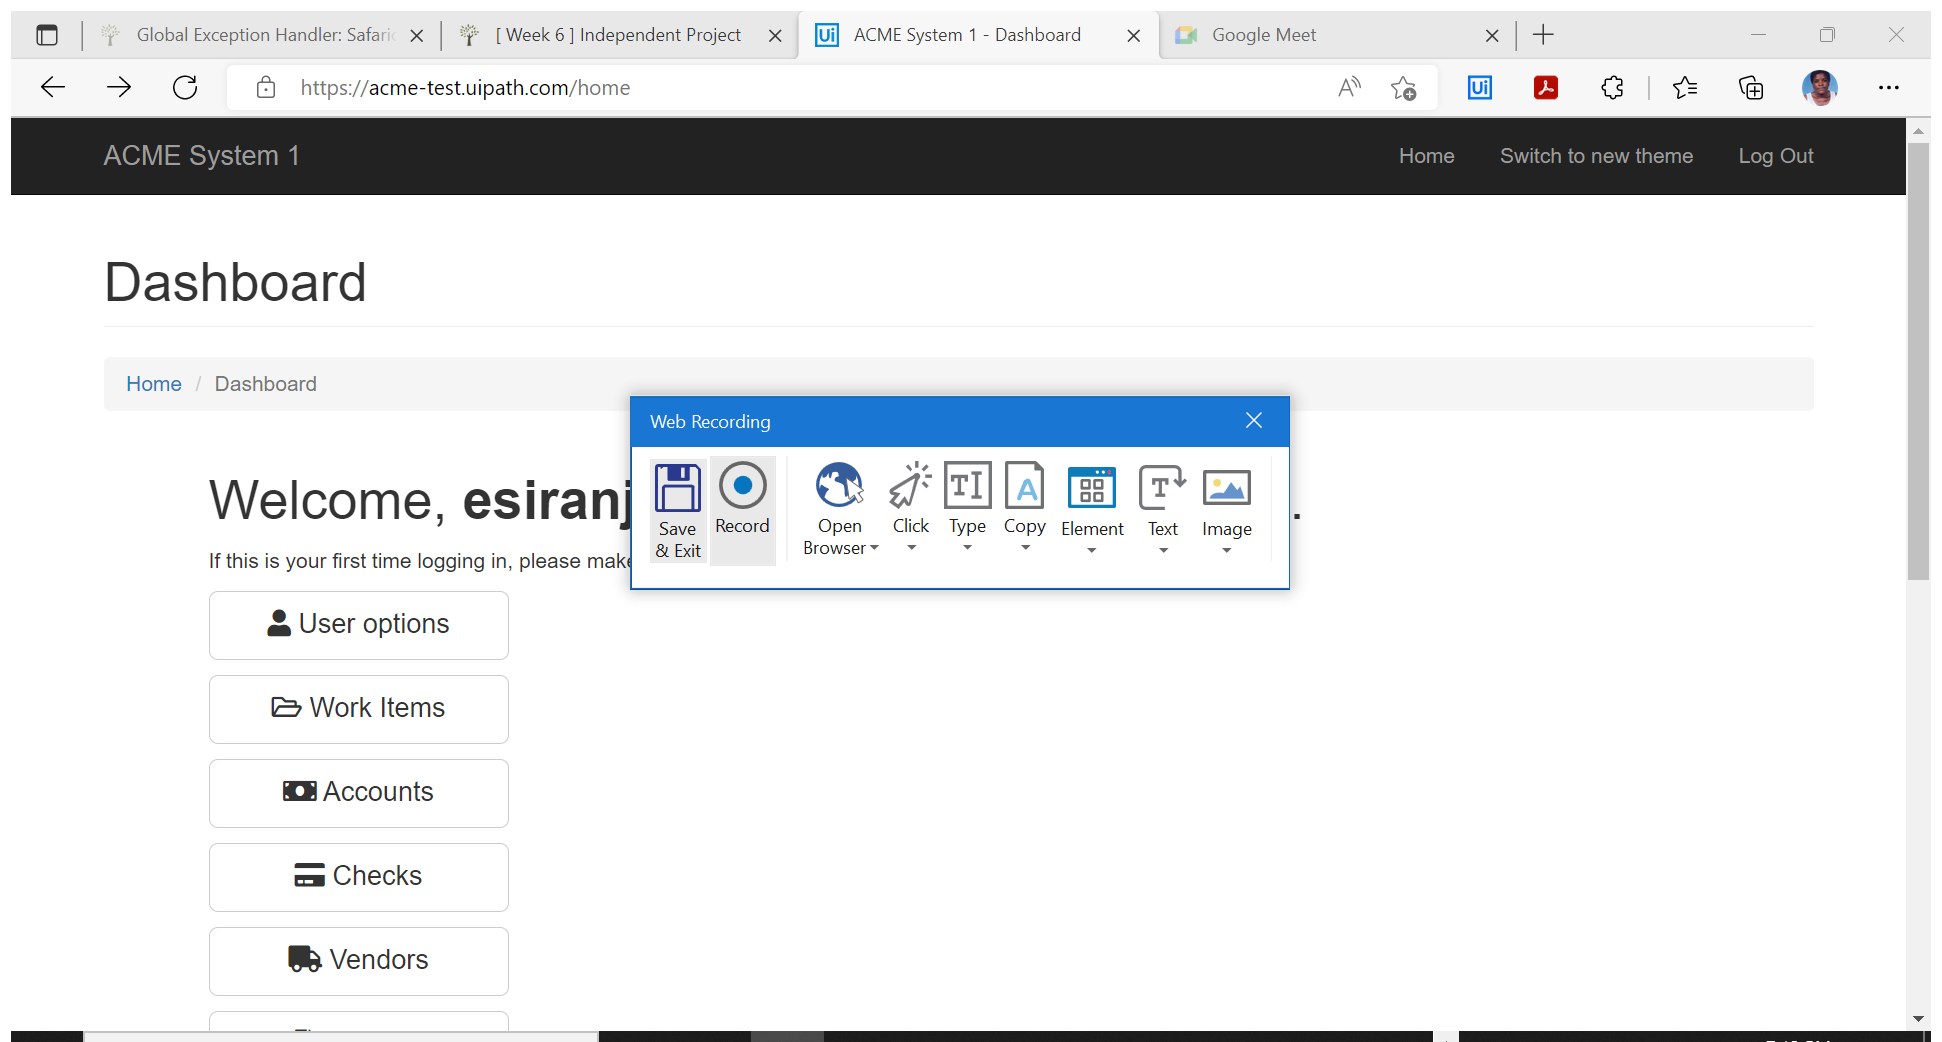 Global Exception Handler: Safaric
[ Week 6 ] Independent Project
Ui ACME System 1 - Dashboard
Google Meet
https://acme-test.uipath.com/home
Ui
ACME System 1
Home
Switch to new theme
Log Out
Dashboard
Home / Dashboard
Web Recording
Save & Exit
Record
Open Browser
Click
Type
Copy
Element
Text
Image
Welcome, esiranj
.
If this is your first time logging in, please make
User options
Work Items
Accounts
Checks
Vendors